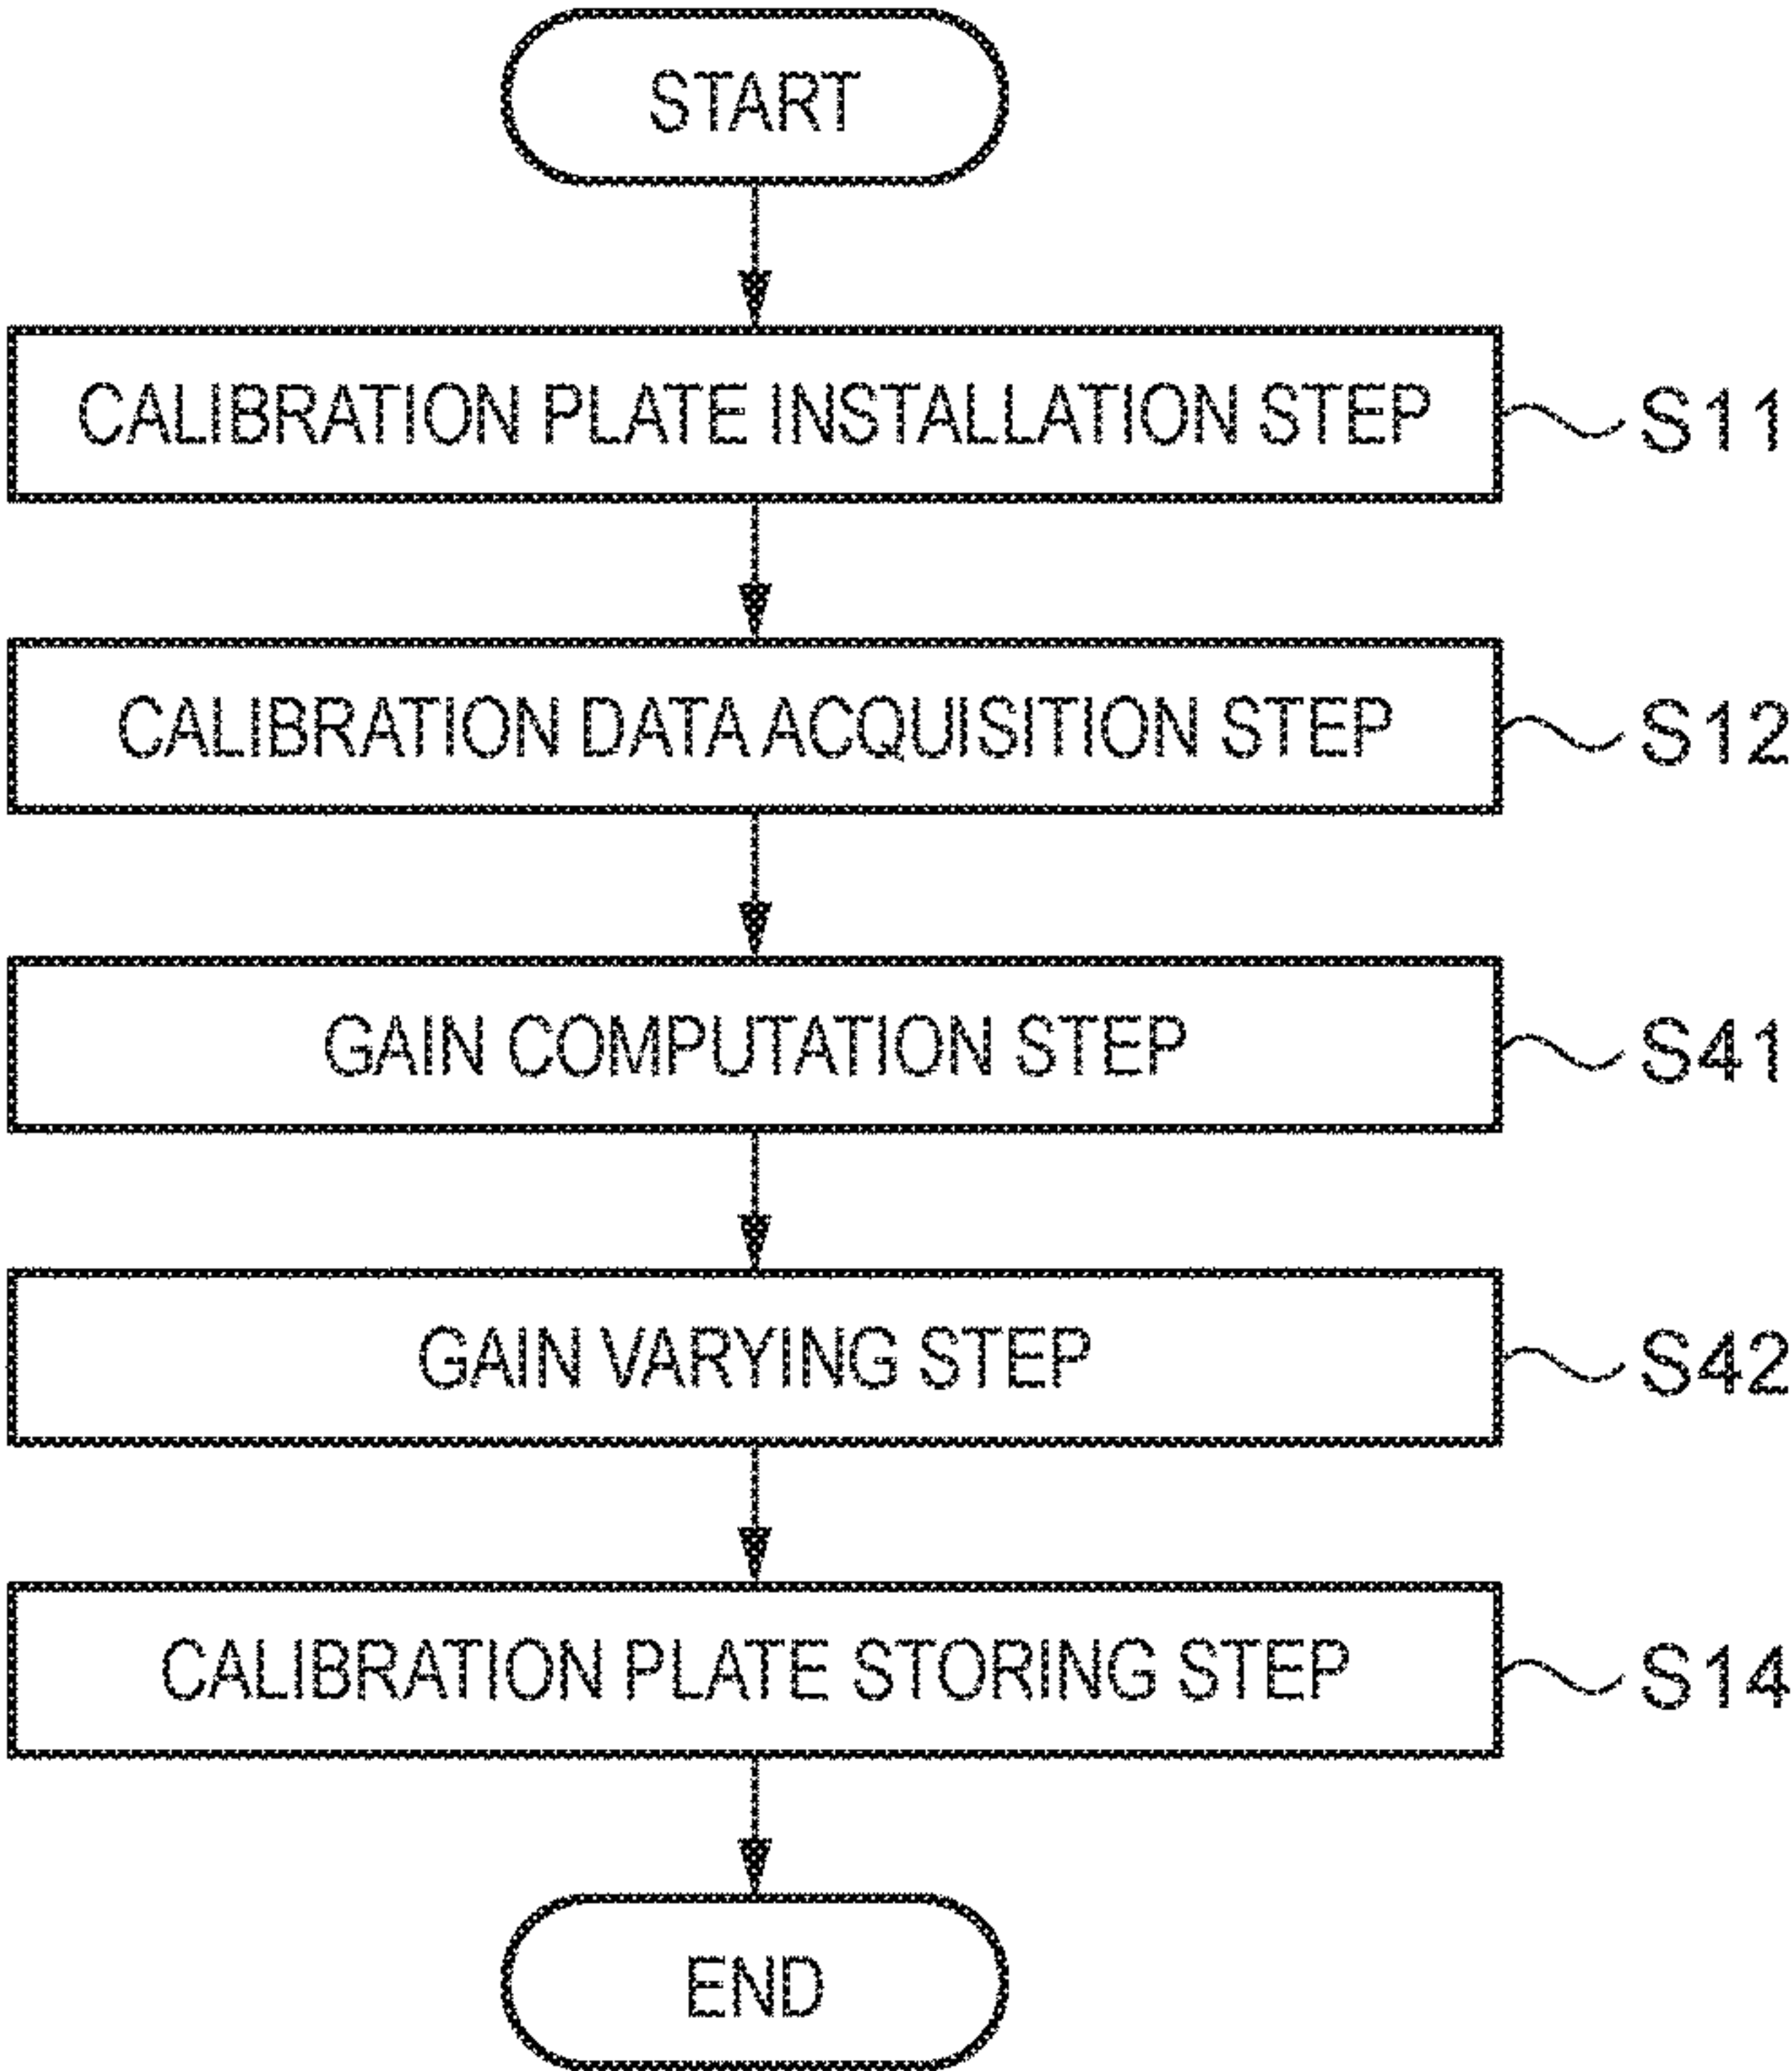 START
CALIBRATION PLATE INSTALLATION STEP S11
CALIBRATION DATA ACQUISITION STEP S12
GAIN COMPUTATION STEP S41
GAIN VARYING STEP S42
CALIBRATION PLATE STORING STEP S14
END